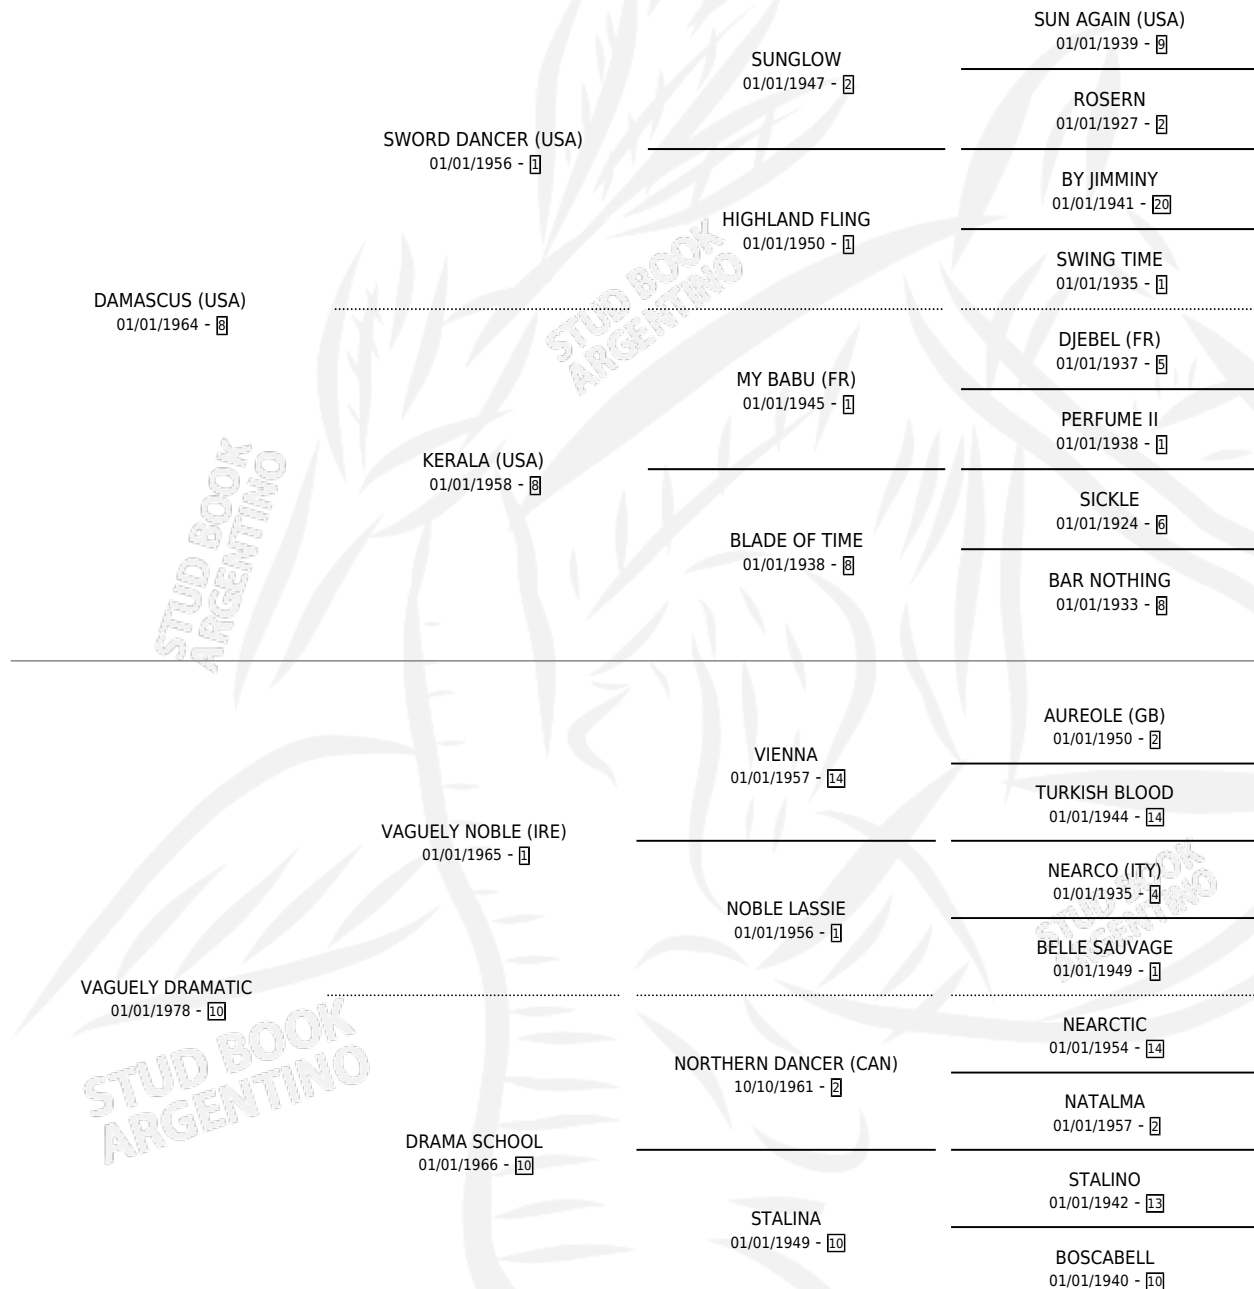 SUN AGAIN (USA)
01/01/1939 - 9
SUNGLOW
01/01/1947 - 2
ROSERN
01/01/1927 - 2
SWORD DANCER (USA)
01/01/1956 - 1
BY JIMMINY
01/01/1941 - 20
HIGHLAND FLING
01/01/1950 - 1
SWING TIME
01/01/1935 - 1
DAMASCUS (USA)
01/01/1964 - 8
DJEBEL (FR)
01/01/1937 - 5
MY BABU (FR)
01/01/1945 - 1
PERFUME II
01/01/1938 - 1
KERALA (USA)
01/01/1958 - 8
SICKLE
01/01/1924 - 6
BLADE OF TIME
01/01/1938 - 8
BAR NOTHING
01/01/1933 - 8
AUREOLE (GB)
01/01/1950 - 2
VIENNA
01/01/1957 - 14
TURKISH BLOOD
01/01/1944 - 14
VAGUELY NOBLE (IRE)
01/01/1965 - 1
NEARCO (ITY)
01/01/1935 - 4
NOBLE LASSIE
01/01/1956 - 1
BELLE SAUVAGE
01/01/1949 - 1
VAGUELY DRAMATIC
01/01/1978 - 10
NEARCTIC
01/01/1954 - 14
NORTHERN DANCER (CAN)
10/10/1961 - 2
NATALMA
01/01/1957 - 2
DRAMA SCHOOL
01/01/1966 - 10
STALINO
01/01/1942 - 13
STALINA
01/01/1949 - 10
BOSCABELL
01/01/1940 - 10
STUD BOOK
ARGENTINO
STUD BOOK
ARGENTINO
STUD BOOK
ARGENTINO
STUD BOOK
ARGENTINO